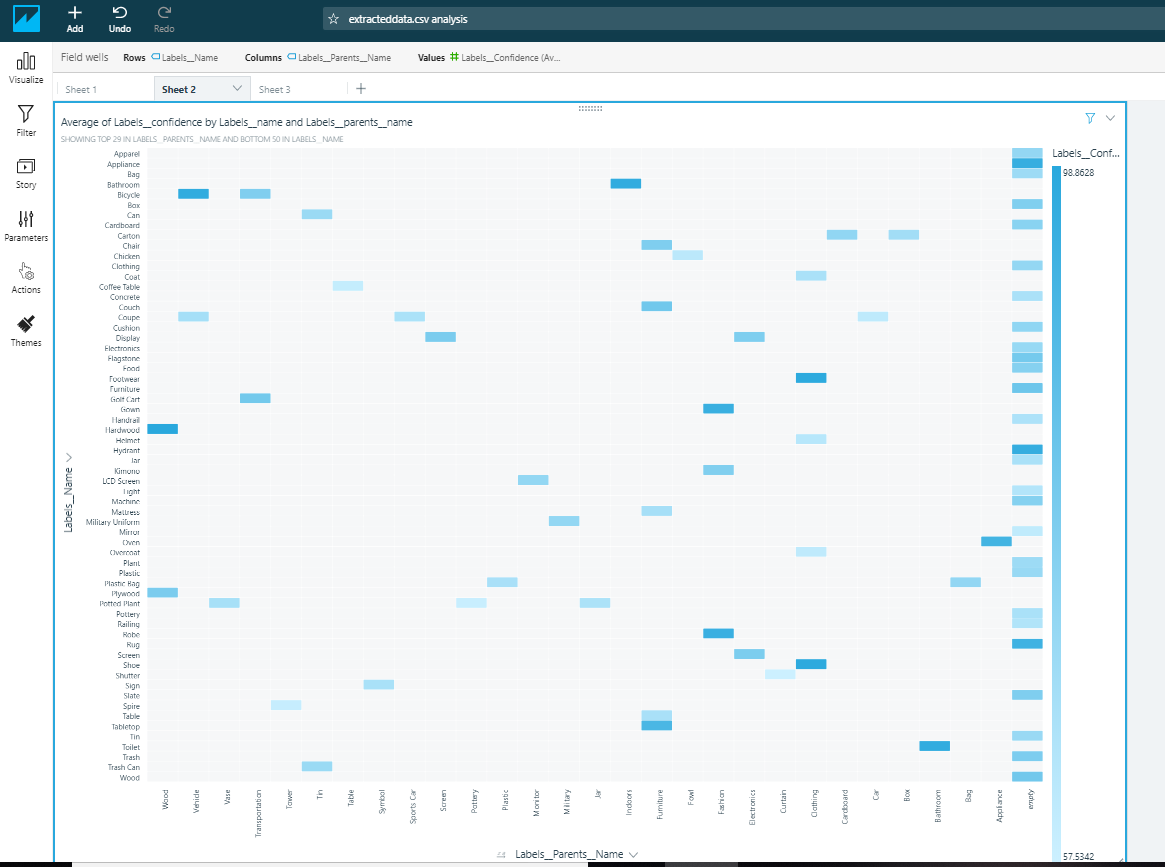 Add
Undo
Redo
extracteddata.csv analysis
Visualize
Filter
Story
Parameters
Actions
Themes
Field wells Rows Labels__Name Columns Labels__Parents__Name Values Labels__Confidence (Av...
Sheet 1
Sheet 2
Sheet 3
Average of Labels__confidence by Labels__name and Labels__parents__name
SHOWING TOP 29 IN LABELS__PARENTS__NAME AND BOTTOM 50 IN LABELS__NAME
Labels__Name
Apparel
Appliance
Bag
Bathroom
Bicycle
Box
Can
Cardboard
Carton
Chair
Chicken
Clothing
Coat
Coffee Table
Concrete
Couch
Coupe
Cushion
Display
Electronics
Flagstone
Food
Footwear
Furniture
Golf Cart
Gown
Handrail
Hardwood
Helmet
Hydrant
Jar
Kimono
LCD Screen
Light
Machine
Mattress
Military Uniform
Mirror
Oven
Overcoat
Plant
Plastic
Plastic Bag
Plywood
Potted Plant
Pottery
Railing
Robe
Rug
Screen
Shoe
Shutter
Sign
Slate
Spire
Table
Tabletop
Tin
Toilet
Trash
Trash Can
Wood
Wood
Vehicle
Vase
Transportation
Tower
Tin
Table
Symbol
Sports Car
Screen
Pottery
Plastic
Monitor
Military
Jar
Indoors
Furniture
Fowl
Fashion
Electronics
Curtain
Clothing
Cardboard
Car
Box
Bathroom
Bag
Appliance
empty
Labels__Parents__Name
Labels__Conf...
98.8628
57.5342